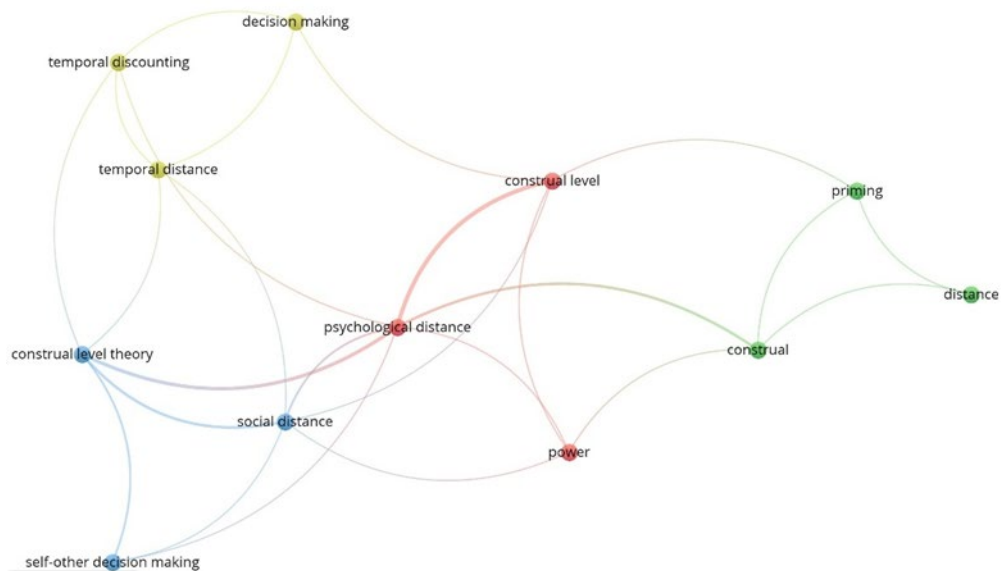 decision making
temporal discounting
temporal distance
construal level
priming
distance
psychological distance
construal
construal level theory
social distance
power
self-other decision making